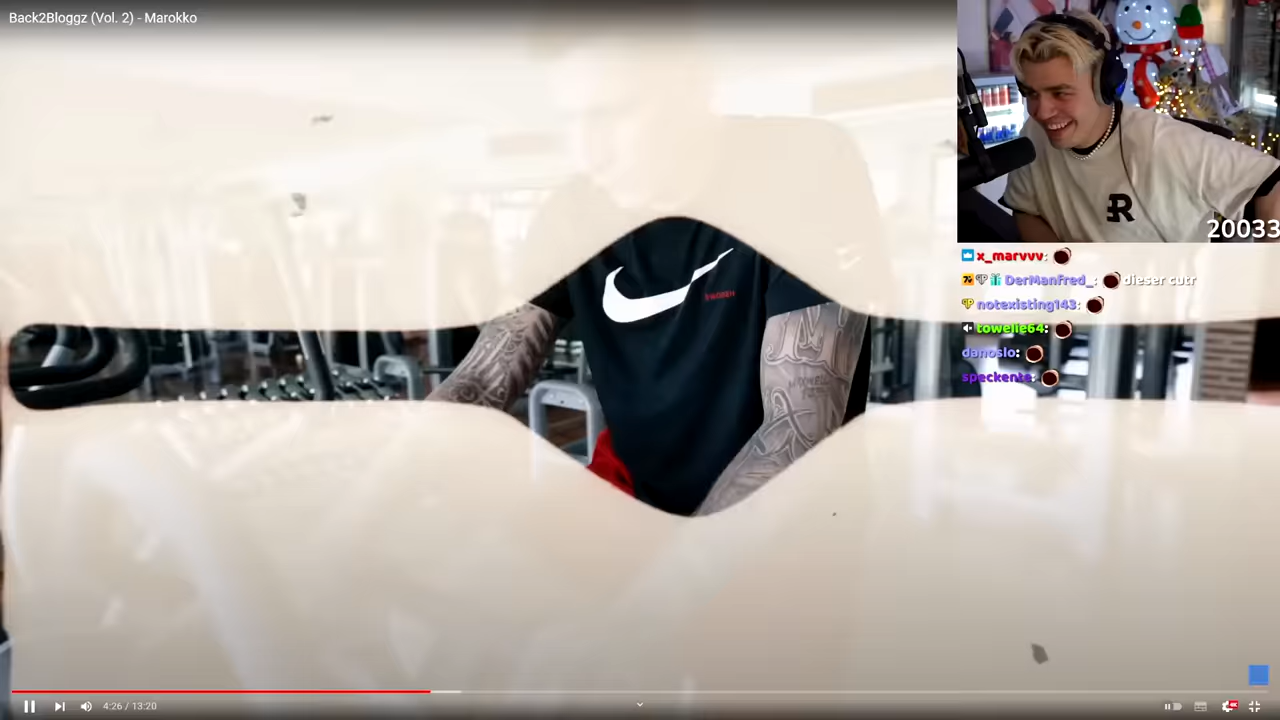 Back2Bloggz (Vol. 2) - Marokko
R
20033
x_marvvv:
DerManFred_: dieser cutr
notexisting143:
towelie64:
danoslo:
speckente:
4:26 / 13:20